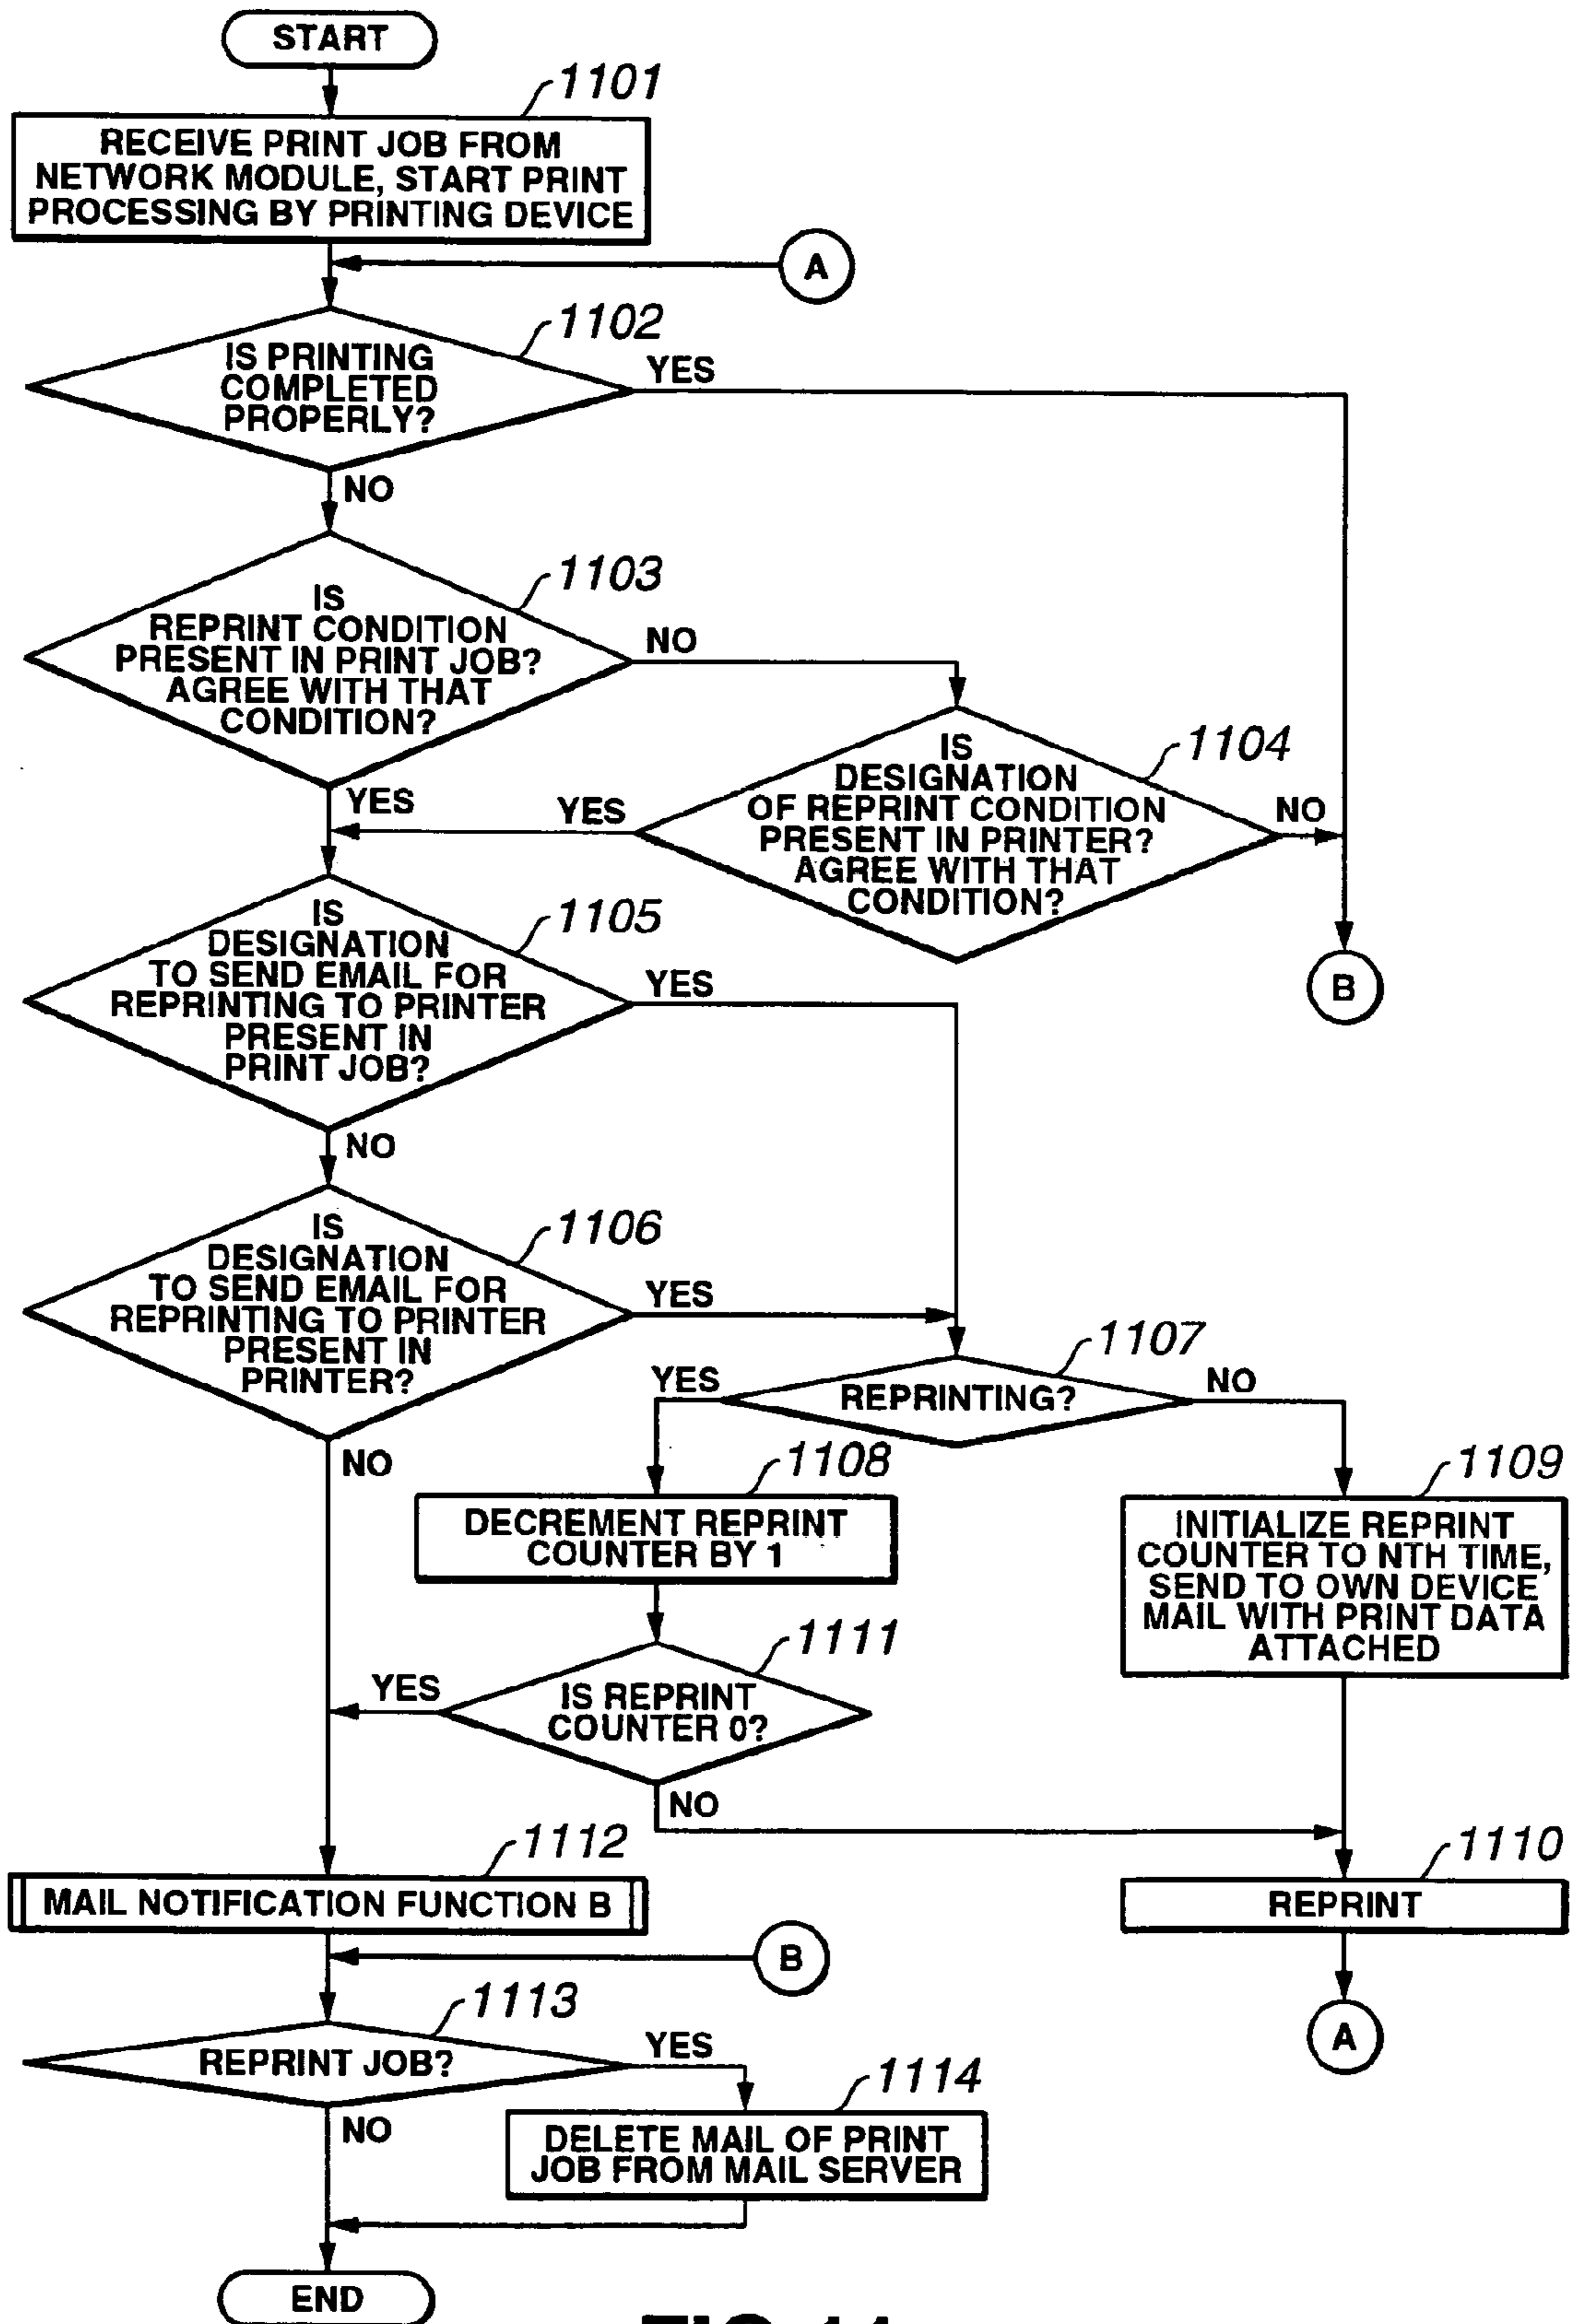 START
1101
RECEIVE PRINT JOB FROM
NETWORK MODULE, START PRINT
PROCESSING BY PRINTING DEVICE
A
1102
IS PRINTING
COMPLETED
PROPERLY?
YES
NO
1103
IS
REPRINT CONDITION
PRESENT IN PRINT JOB?
AGREE WITH THAT
CONDITION?
NO
YES
1104
IS
DESIGNATION
OF REPRINT CONDITION
PRESENT IN PRINTER?
AGREE WITH THAT
CONDITION?
YES
NO
B
1105
IS
DESIGNATION
TO SEND EMAIL FOR
REPRINTING TO PRINTER
PRESENT IN
PRINT JOB?
YES
NO
1106
IS
DESIGNATION
TO SEND EMAIL FOR
REPRINTING TO PRINTER
PRESENT IN
PRINTER?
YES
NO
1107
REPRINTING?
YES
NO
1108
DECREMENT REPRINT
COUNTER BY 1
1109
INITIALIZE REPRINT
COUNTER TO NTH TIME,
SEND TO OWN DEVICE
MAIL WITH PRINT DATA
ATTACHED
1111
IS REPRINT
COUNTER 0?
YES
NO
1112
MAIL NOTIFICATION FUNCTION B
1110
REPRINT
B
A
1113
REPRINT JOB?
YES
NO
1114
DELETE MAIL OF PRINT
JOB FROM MAIL SERVER
END